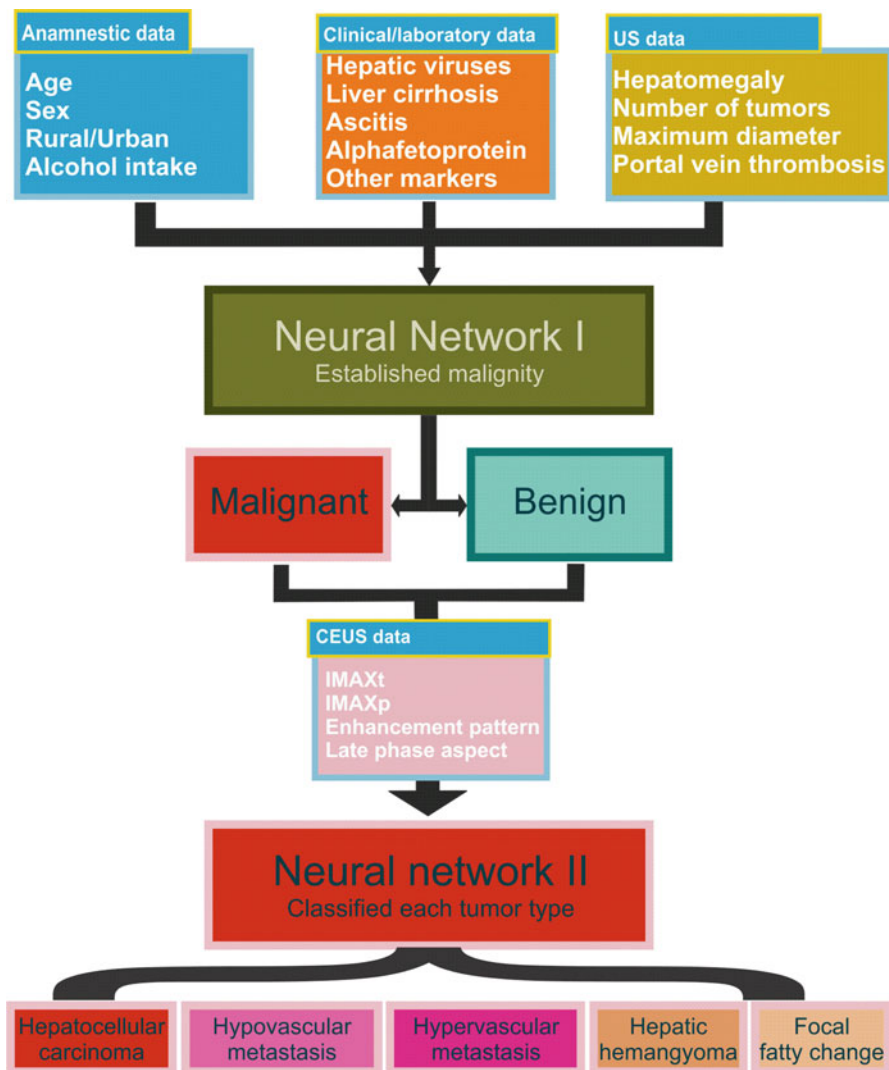 Anamnestic data
Age
Sex
Rural/Urban
Alcohol intake
Clinical/laboratory data
Hepatic viruses
Liver cirrhosis
Ascitis
Alphafetoprotein
Other markers
US data
Hepatomegaly
Number of tumors
Maximum diameter
Portal vein thrombosis
Neural Network I
Established malignity
Malignant
Benign
CEUS data
IMAXt
IMAXp
Enhancement pattern
Late phase aspect
Neural network II
Classified each tumor type
Hepatocellular
carcinoma
Hypovascular
metastasis
Hypervascular
metastasis
Hepatic
hemangyoma
Focal
fatty change